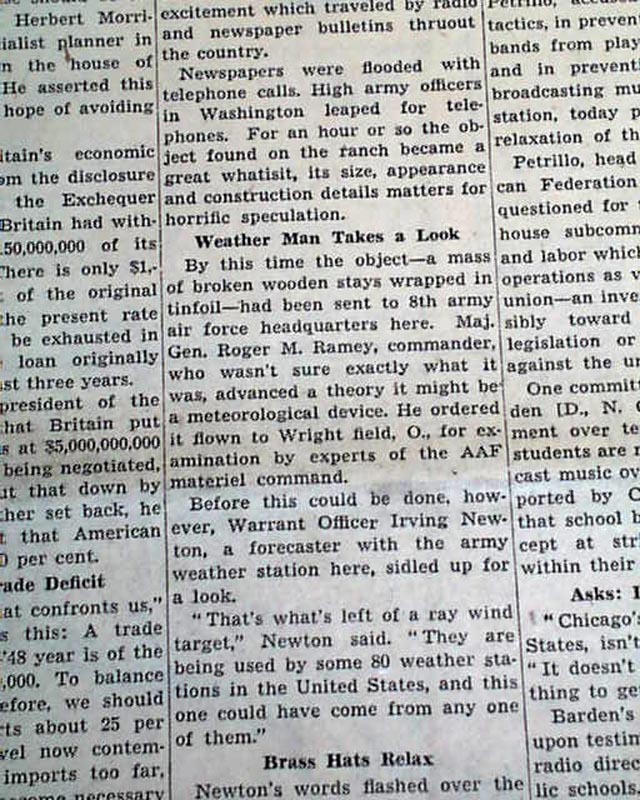 Herbert Morri-
ialist planner in
n the house of
He asserted this
hope of avoiding
itain's economic
om the disclosure
the Exchequer
Britain had with-
50,000,000 of its
There is only $1,-
of the original
the present rate
be exhausted in
loan originally
st three years.
president of the
that Britain put
s at $5,000,000,000
being negotiated,
ut that down by
ther set back, he
t that American
0 per cent.
rade Deficit
at confronts us,"
s this: A trade
'48 year is of the
,000. To balance
efore, we should
rts about 25 per
vel now contem-
imports too far,
necessary
excitement which traveled by radio
and newspaper bulletins thruout
the country.
Newspapers were flooded with
telephone calls. High army officers
in Washington leaped for tele-
phones. For an hour or so the ob-
ject found on the ranch became a
great whatisit, its size, appearance
and construction details matters for
horrific speculation.
Weather Man Takes a Look
By this time the object—a mass
of broken wooden stays wrapped in
tinfoil—had been sent to 8th army
air force headquarters here. Maj.
Gen. Roger M. Ramey, commander,
who wasn't sure exactly what it
was, advanced a theory it might be
a meteorological device. He ordered
it flown to Wright field, O., for ex-
amination by experts of the AAF
materiel command.
Before this could be done, how-
ever, Warrant Officer Irving New-
ton, a forecaster with the army
weather station here, sidled up for
a look.
"That's what's left of a ray wind
target," Newton said. "They are
being used by some 80 weather sta-
tions in the United States, and this
one could have come from any one
of them."
Brass Hats Relax
Newton's words flashed over the
Petrillo, accuse
tactics, in preven
bands from play
and in preventi
broadcasting mu
station, today p
relaxation of th
Petrillo, head
can Federation
questioned for
house subcomm
and labor which
operations as v
union—an inve
sibly toward
legislation or
against the un
One committ
den [D., N. C
ment over te
students are n
cast music ov
ported by C
that school b
cept at stri
within their
Asks: I
"Chicago's
States, isn't
"It doesn't
thing to ge
Barden's
upon testim
radio direc
lic schools,